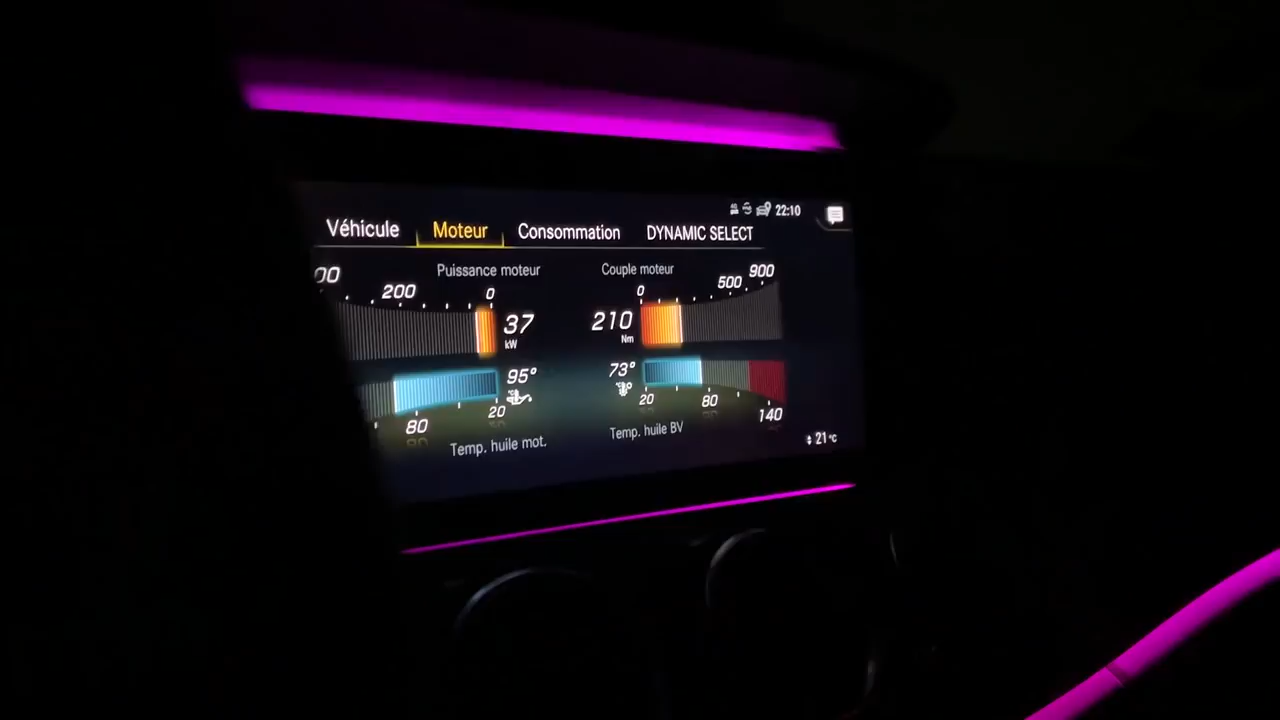 22:10
Véhicule Moteur Consommation DYNAMIC SELECT
Puissance moteur Couple moteur
00 200 0 0 500 900
37 kW 210 Nm
95° 73°
80 20 20 80 140
Temp. huile mot. Temp. huile BV
21°C